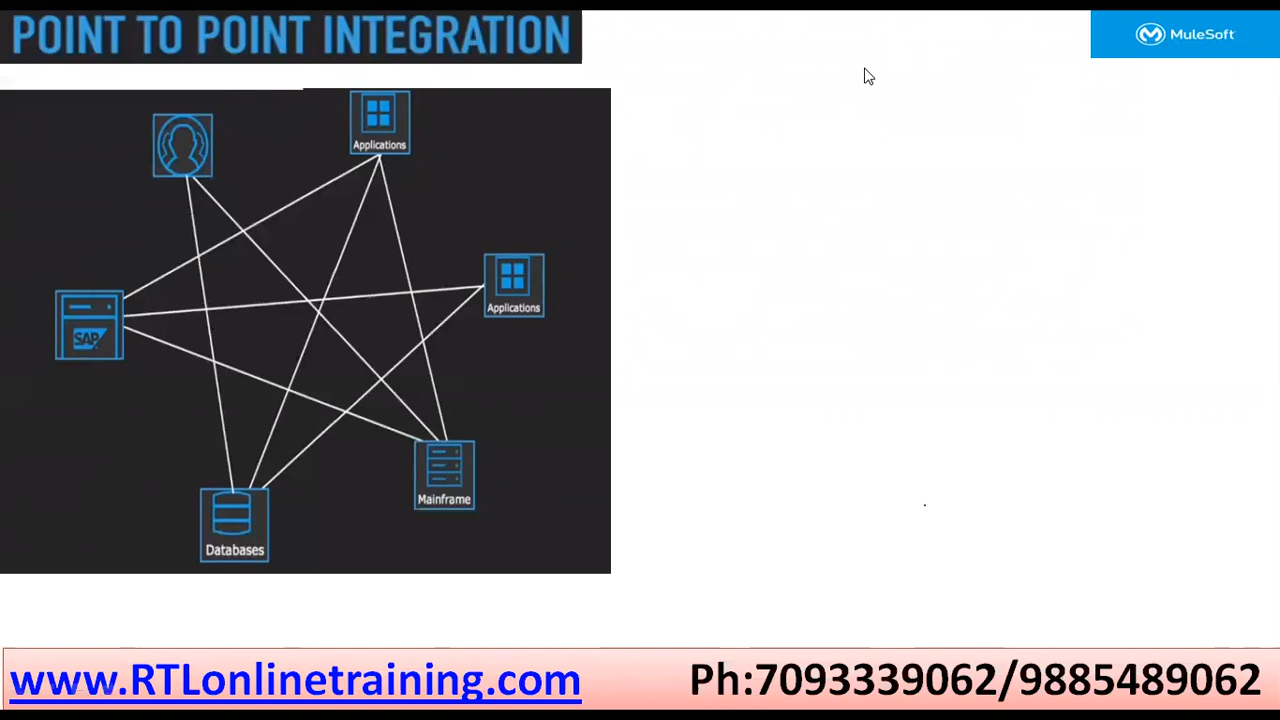 POINT TO POINT INTEGRATION
MuleSoft
Applications
Applications
SAP
Mainframe
Databases
www.RTLonlinetraining.com
Ph:7093339062/9885489062